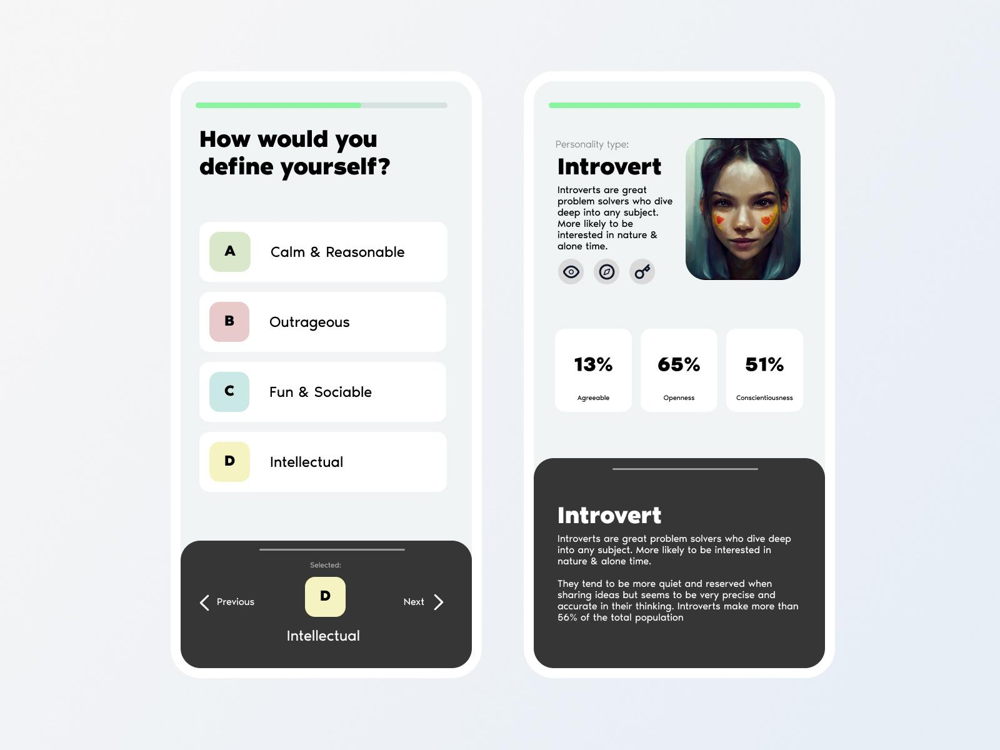 How would you
define yourself?
A
Calm & Reasonable
B
Outrageous
C
Fun & Sociable
D
Intellectual
Selected:
Previous
D
Next
Intellectual
Personality type:
Introvert
Introverts are great
problem solvers who dive
deep into any subject.
More likely to be
interested in nature &
alone time.
13%
Agreeable
65%
Openness
51%
Conscientiousness
Introvert
Introverts are great problem solvers who dive deep
into any subject. More likely to be interested in
nature & alone time.
They tend to be more quiet and reserved when
sharing ideas but seems to be very precise and
accurate in their thinking. Introverts make more than
56% of the total population